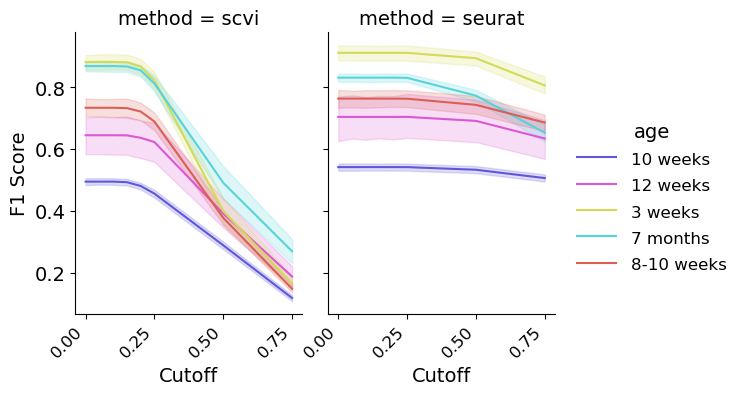 method = scvi
method = seurat
F1 Score
0.8
0.6
0.4
0.2
0.00
0.25
0.50
0.75
0.00
0.25
0.50
0.75
Cutoff
Cutoff
age
10 weeks
12 weeks
3 weeks
7 months
8-10 weeks